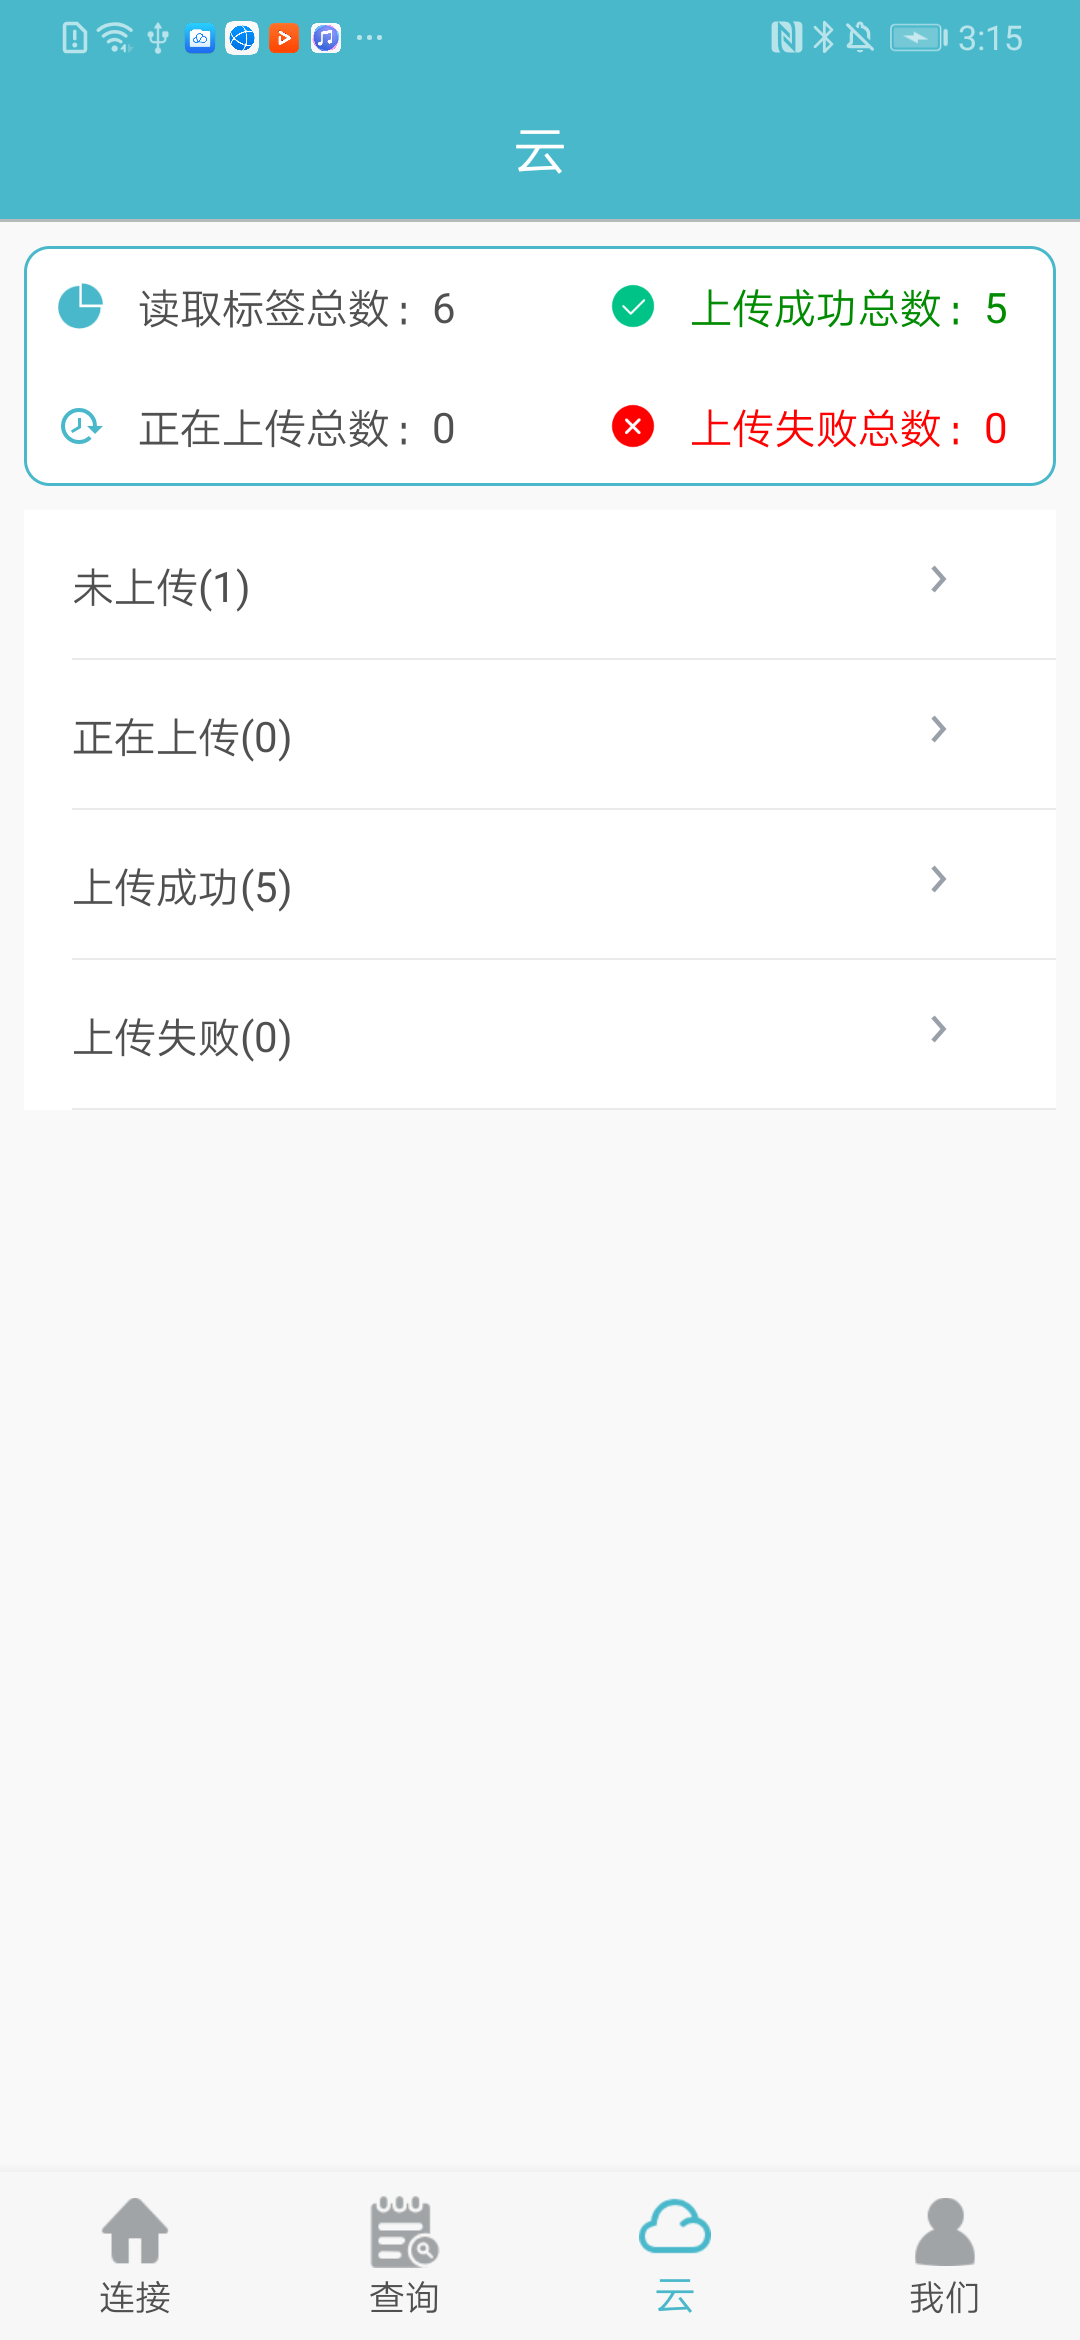 3:15
云
读取标签总数：6
上传成功总数：5
正在上传总数：0
上传失败总数：0
未上传(1)
正在上传(0)
上传成功(5)
上传失败(0)
连接
查询
云
我们